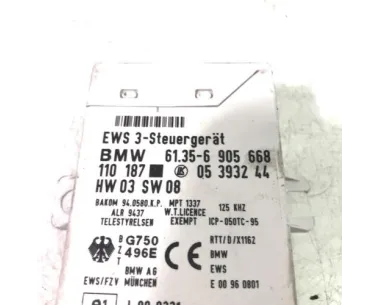 EWS 3-Steuergerät
BMW 61.35-6 905 668
110 187 05 3932 44
HW 03 SW 08
BAKOM 94.0580.K.P. MPT 1337 125 KHZ
ALR 9437 W.T.LICENCE
TELESTYRELSEN EXEMPT ICP-050TC-95
BZT G750 496E CE RTT/D/X1162
BMW AG BMW
EWS/FZV MÜNCHEN EWS
E 00 96 0801